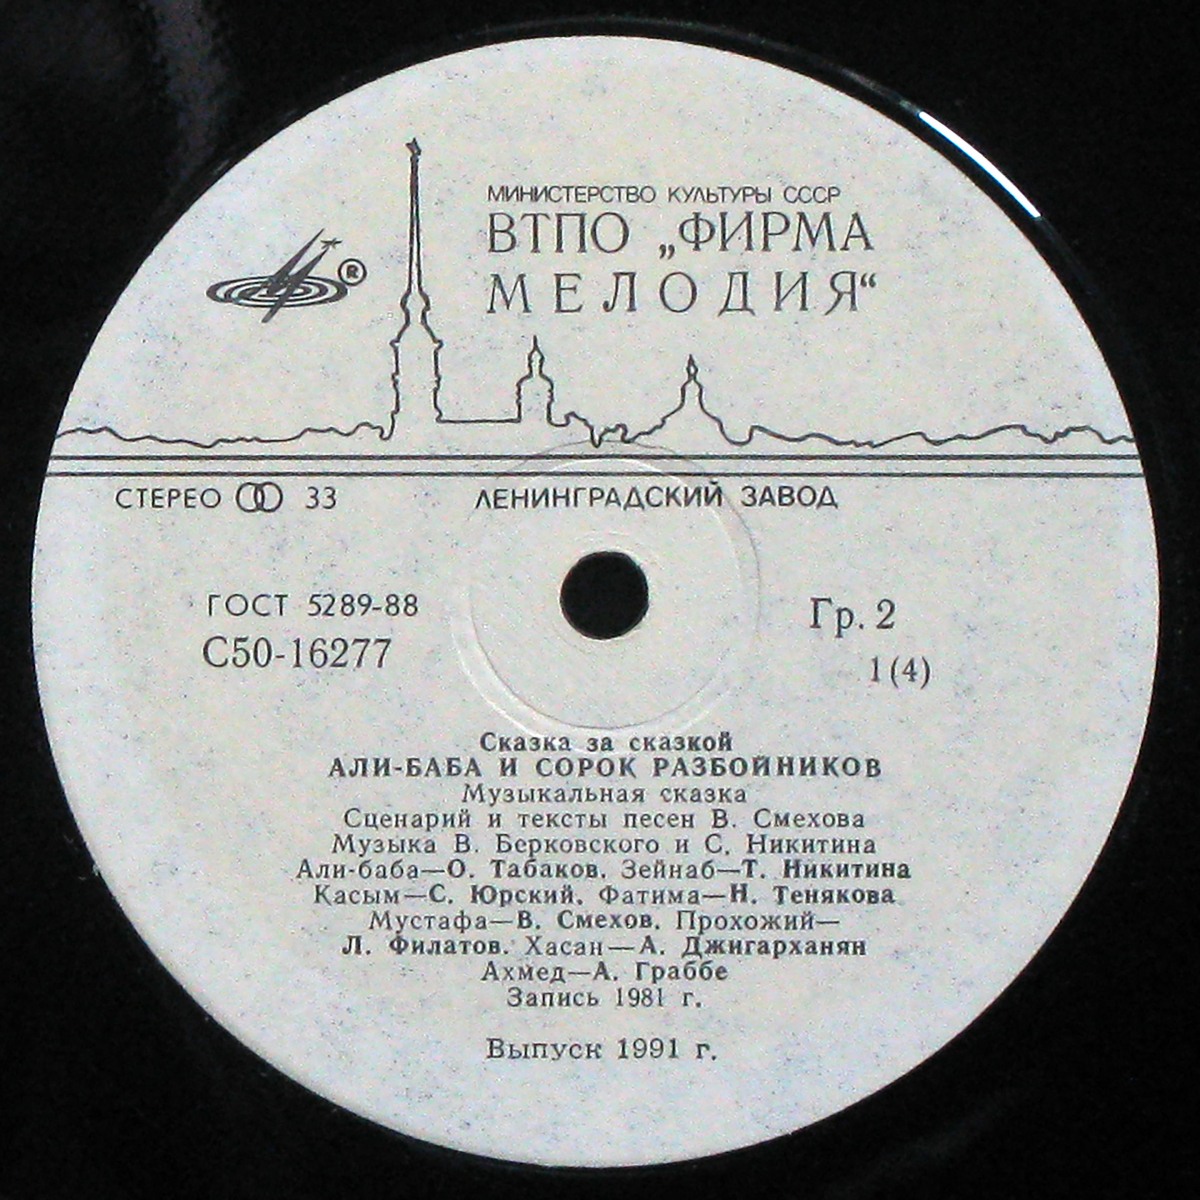 МИНИСТЕРСТВО КУЛЬТУРЫ СССР
ВТПО „ФИРМА
МЕЛОДИЯ“
®
СТЕРЕО 33
ЛЕНИНГРАДСКИЙ ЗАВОД
ГОСТ 5289-88
С50-16277
Гр. 2
1(4)
Сказка за сказкой
АЛИ-БАБА И СОРОК РАЗБОЙНИКОВ
Музыкальная сказка
Сценарий и тексты песен В. Смехова
Музыка В. Берковского и С. Никитина
Али-баба—О. Табаков. Зейнаб—Т. Никитина
Касым—С. Юрский. Фатима—Н. Тенякова
Мустафа—В. Смехов. Прохожий—
Л. Филатов. Хасан—А. Джигарханян
Ахмед—А. Граббе
Запись 1981 г.
Выпуск 1991 г.